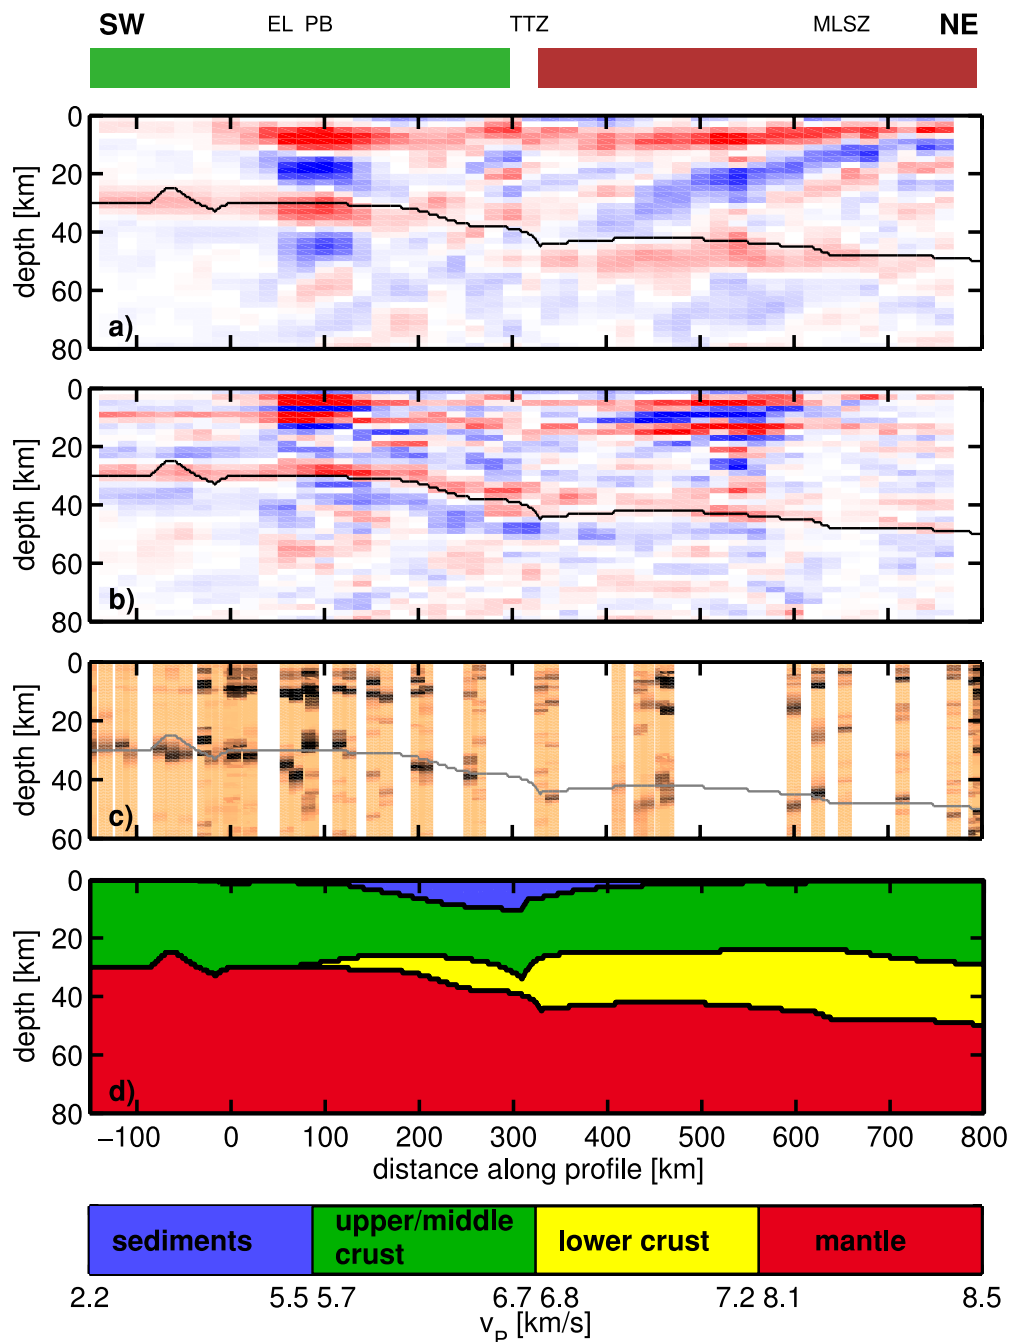 SW EL PB TTZ MLSZ NE
0
20
40
60
80
depth [km]
a)
0
20
40
60
80
depth [km]
b)
0
20
40
60
depth [km]
c)
0
20
40
60
80
depth [km]
d)
−100 0 100 200 300 400 500 600 700 800
distance along profile [km]
sediments upper/middle crust lower crust mantle
2.2 5.5 5.7 6.7 6.8 7.2 8.1 8.5
vP [km/s]